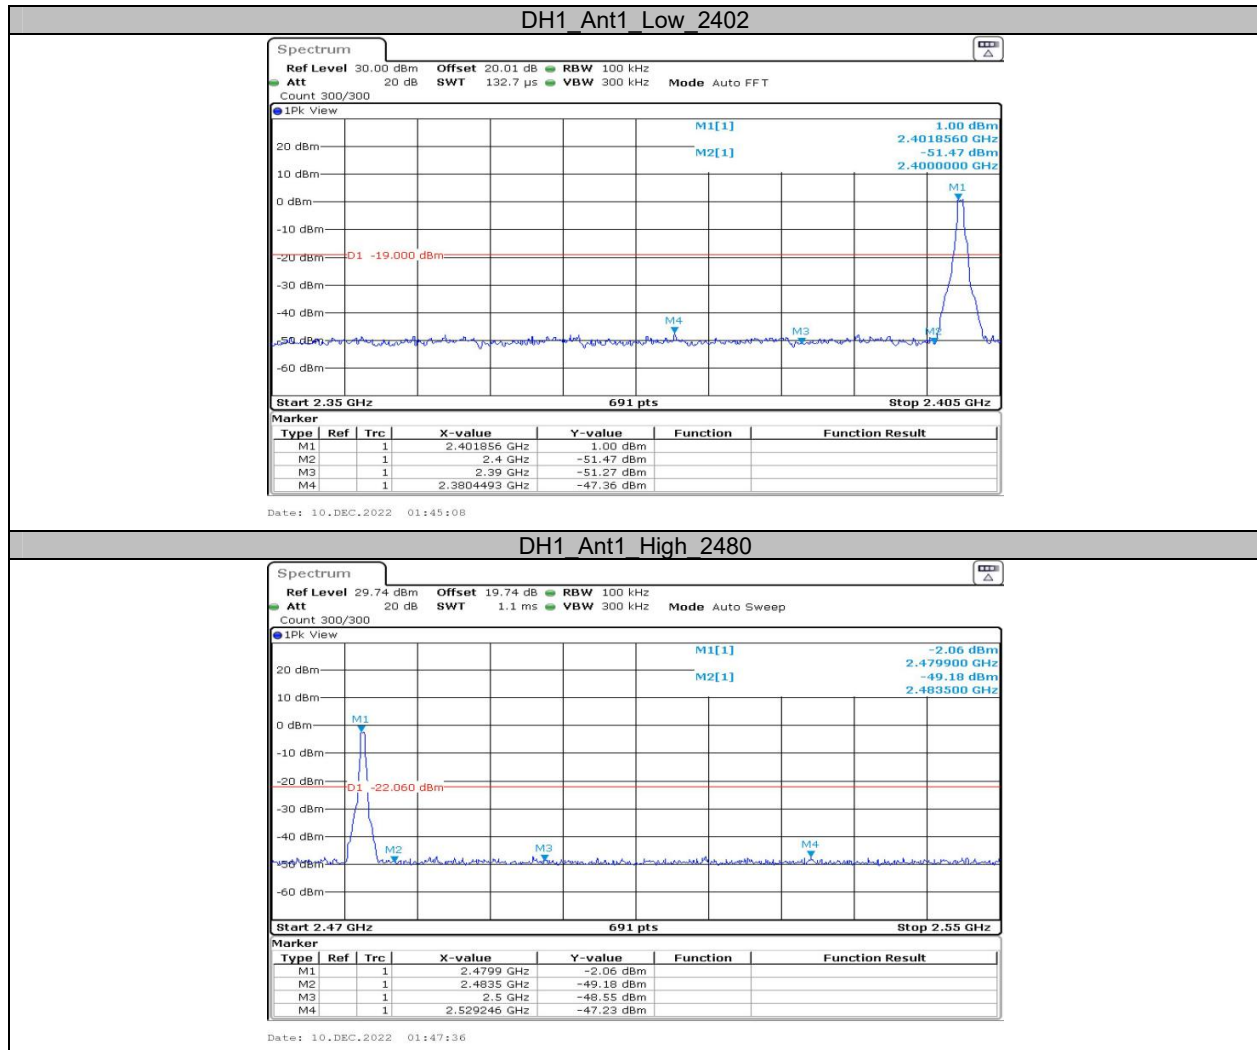 DH1_Ant1_Low_2402
Spectrum
Ref Level 30.00 dBm Offset 20.01 dB RBW 100 kHz
Att 20 dB SWT 132.7 µs VBW 300 kHz Mode Auto FFT
Count 300/300
1Pk View
M1[1] 1.00 dBm
2.4018560 GHz
20 dBm
M2[1] -51.47 dBm
2.4000000 GHz
10 dBm
M1
0 dBm
-10 dBm
-20 dBm
D1 -19.000 dBm
-30 dBm
-40 dBm
M4
M3
M2
-50 dBm
-60 dBm
Start 2.35 GHz 691 pts Stop 2.405 GHz
Marker
Type Ref Trc X-value Y-value Function Function Result
M1 1 2.401856 GHz 1.00 dBm
M2 1 2.4 GHz -51.47 dBm
M3 1 2.39 GHz -51.27 dBm
M4 1 2.3804493 GHz -47.36 dBm
Date: 10.DEC.2022 01:45:08
DH1_Ant1_High_2480
Spectrum
Ref Level 29.74 dBm Offset 19.74 dB RBW 100 kHz
Att 20 dB SWT 1.1 ms VBW 300 kHz Mode Auto Sweep
Count 300/300
1Pk View
M1[1] -2.06 dBm
2.479900 GHz
20 dBm
M2[1] -49.18 dBm
2.483500 GHz
10 dBm
M1
0 dBm
-10 dBm
-20 dBm
D1 -22.060 dBm
-30 dBm
-40 dBm
M2
M3
M4
-50 dBm
-60 dBm
Start 2.47 GHz 691 pts Stop 2.55 GHz
Marker
Type Ref Trc X-value Y-value Function Function Result
M1 1 2.4799 GHz -2.06 dBm
M2 1 2.4835 GHz -49.18 dBm
M3 1 2.5 GHz -48.55 dBm
M4 1 2.529246 GHz -47.23 dBm
Date: 10.DEC.2022 01:47:36